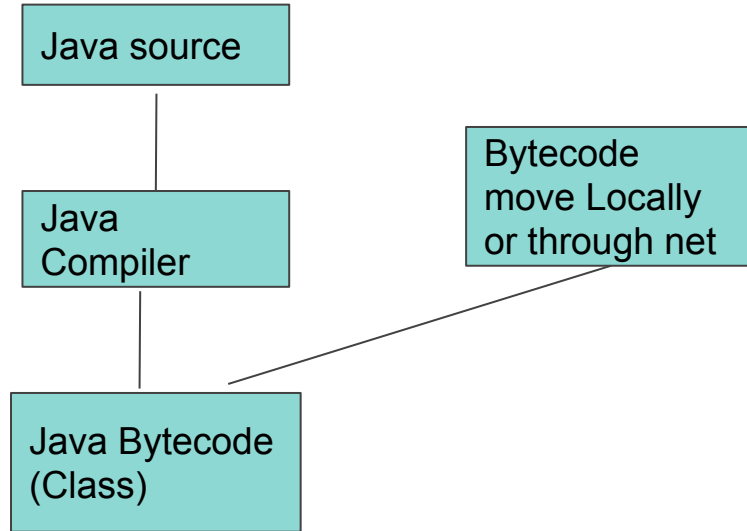 Java source
Java
Compiler
Bytecode
move Locally
or through net
Java Bytecode
(Class)